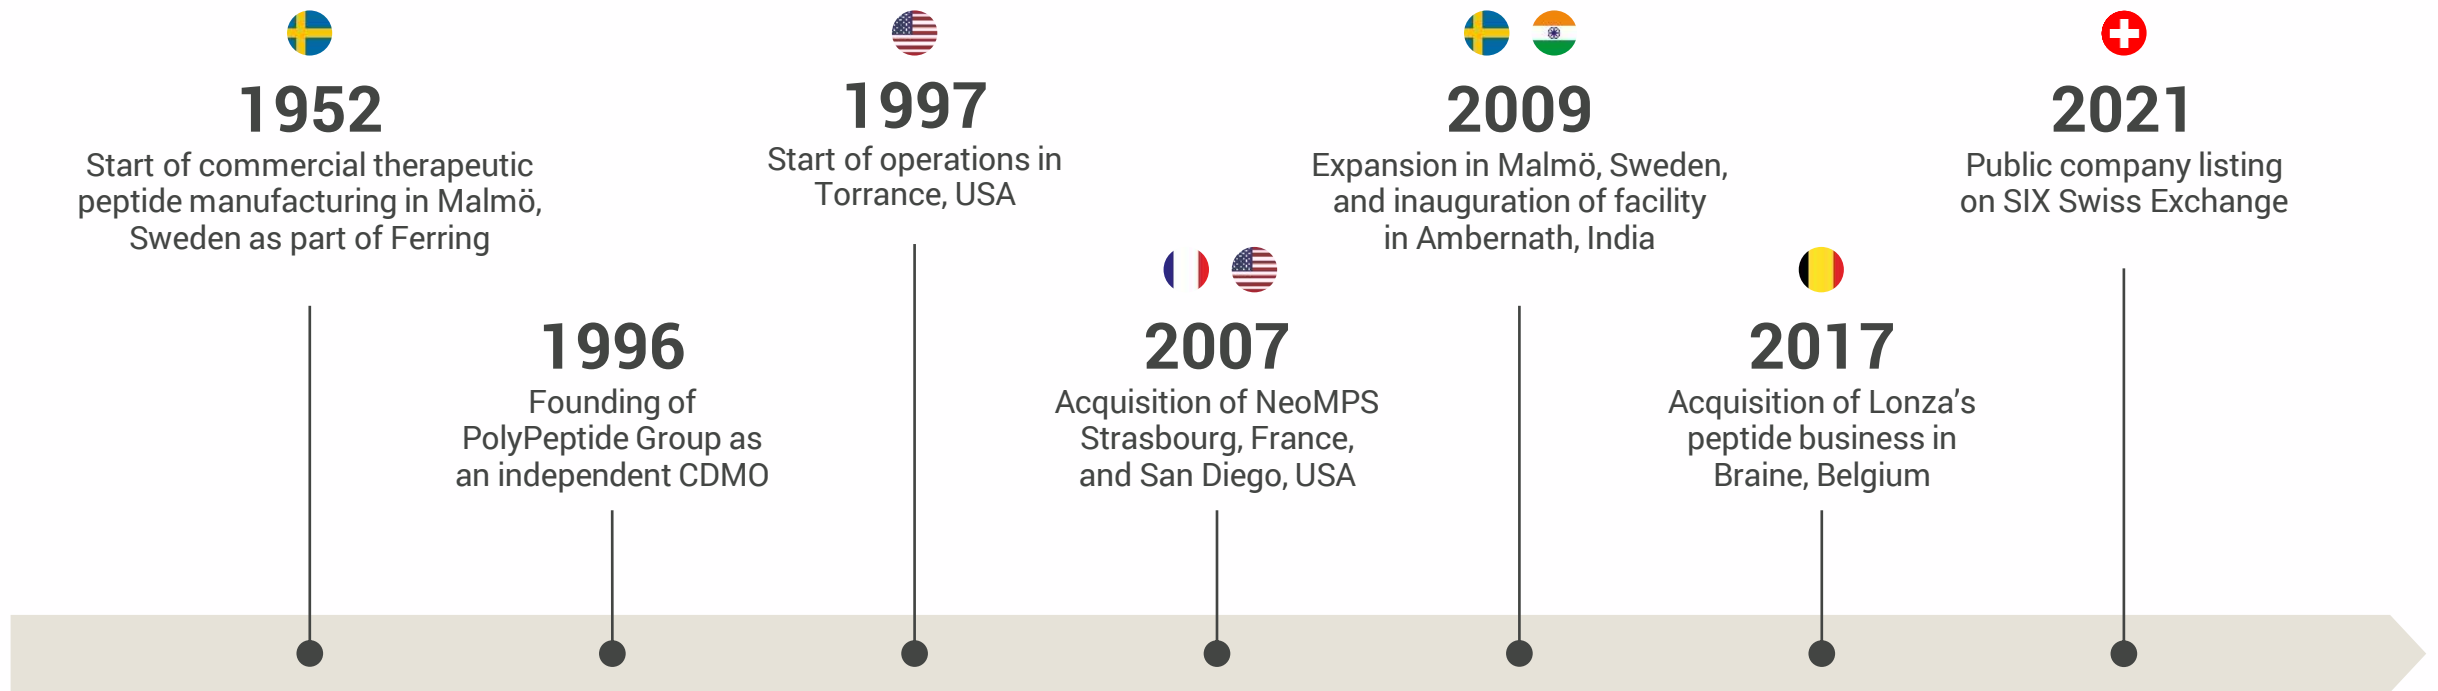 1952
Start of commercial therapeutic
peptide manufacturing in Malmö,
Sweden as part of Ferring
1996
Founding of
PolyPeptide Group as
an independent CDMO
1997
Start of operations in
Torrance, USA
2007
Acquisition of NeoMPS
Strasbourg, France,
and San Diego, USA
2009
Expansion in Malmö, Sweden,
and inauguration of facility
in Ambernath, India
2017
Acquisition of Lonza’s
peptide business in
Braine, Belgium
2021
Public company listing
on SIX Swiss Exchange